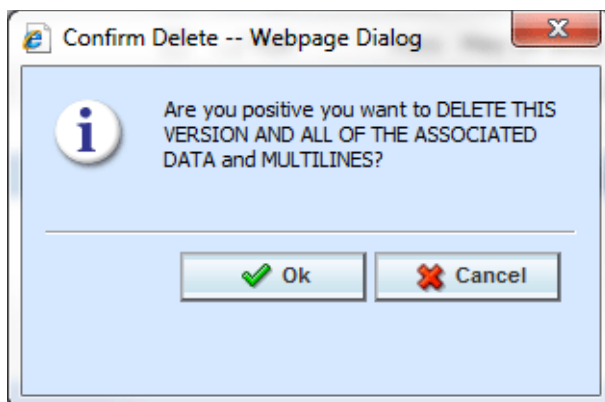 Confirm Delete -- Webpage Dialog
Are you positive you want to DELETE THIS
VERSION AND ALL OF THE ASSOCIATED
DATA and MULTILINES?
Ok
Cancel